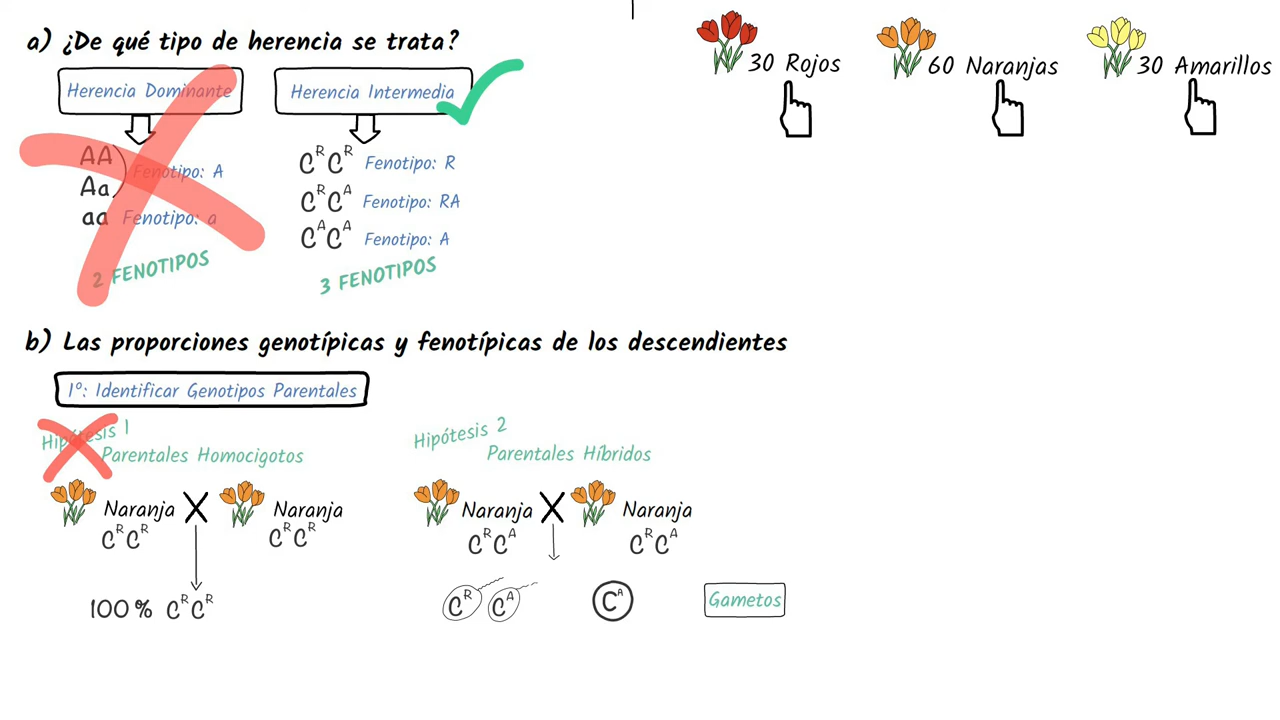 a) ¿De qué tipo de herencia se trata?
30 Rojos
60 Naranjas
30 Amarillos
Herencia Dominante
Herencia Intermedia
AA
Aa
Fenotipo: A
aa Fenotipo: a
2 FENOTIPOS
CᴿCᴿ Fenotipo: R
CᴿCᴬ Fenotipo: RA
CᴬCᴬ Fenotipo: A
3 FENOTIPOS
b) Las proporciones genotípicas y fenotípicas de los descendientes
1º: Identificar Genotipos Parentales
Hipótesis 1
Parentales Homocigotos
Naranja X Naranja
CᴿCᴿ CᴿCᴿ
100% CᴿCᴿ
Hipótesis 2
Parentales Híbridos
Naranja X Naranja
CᴿCᴬ CᴿCᴬ
Cᴿ Cᴬ Cᴬ Gametos